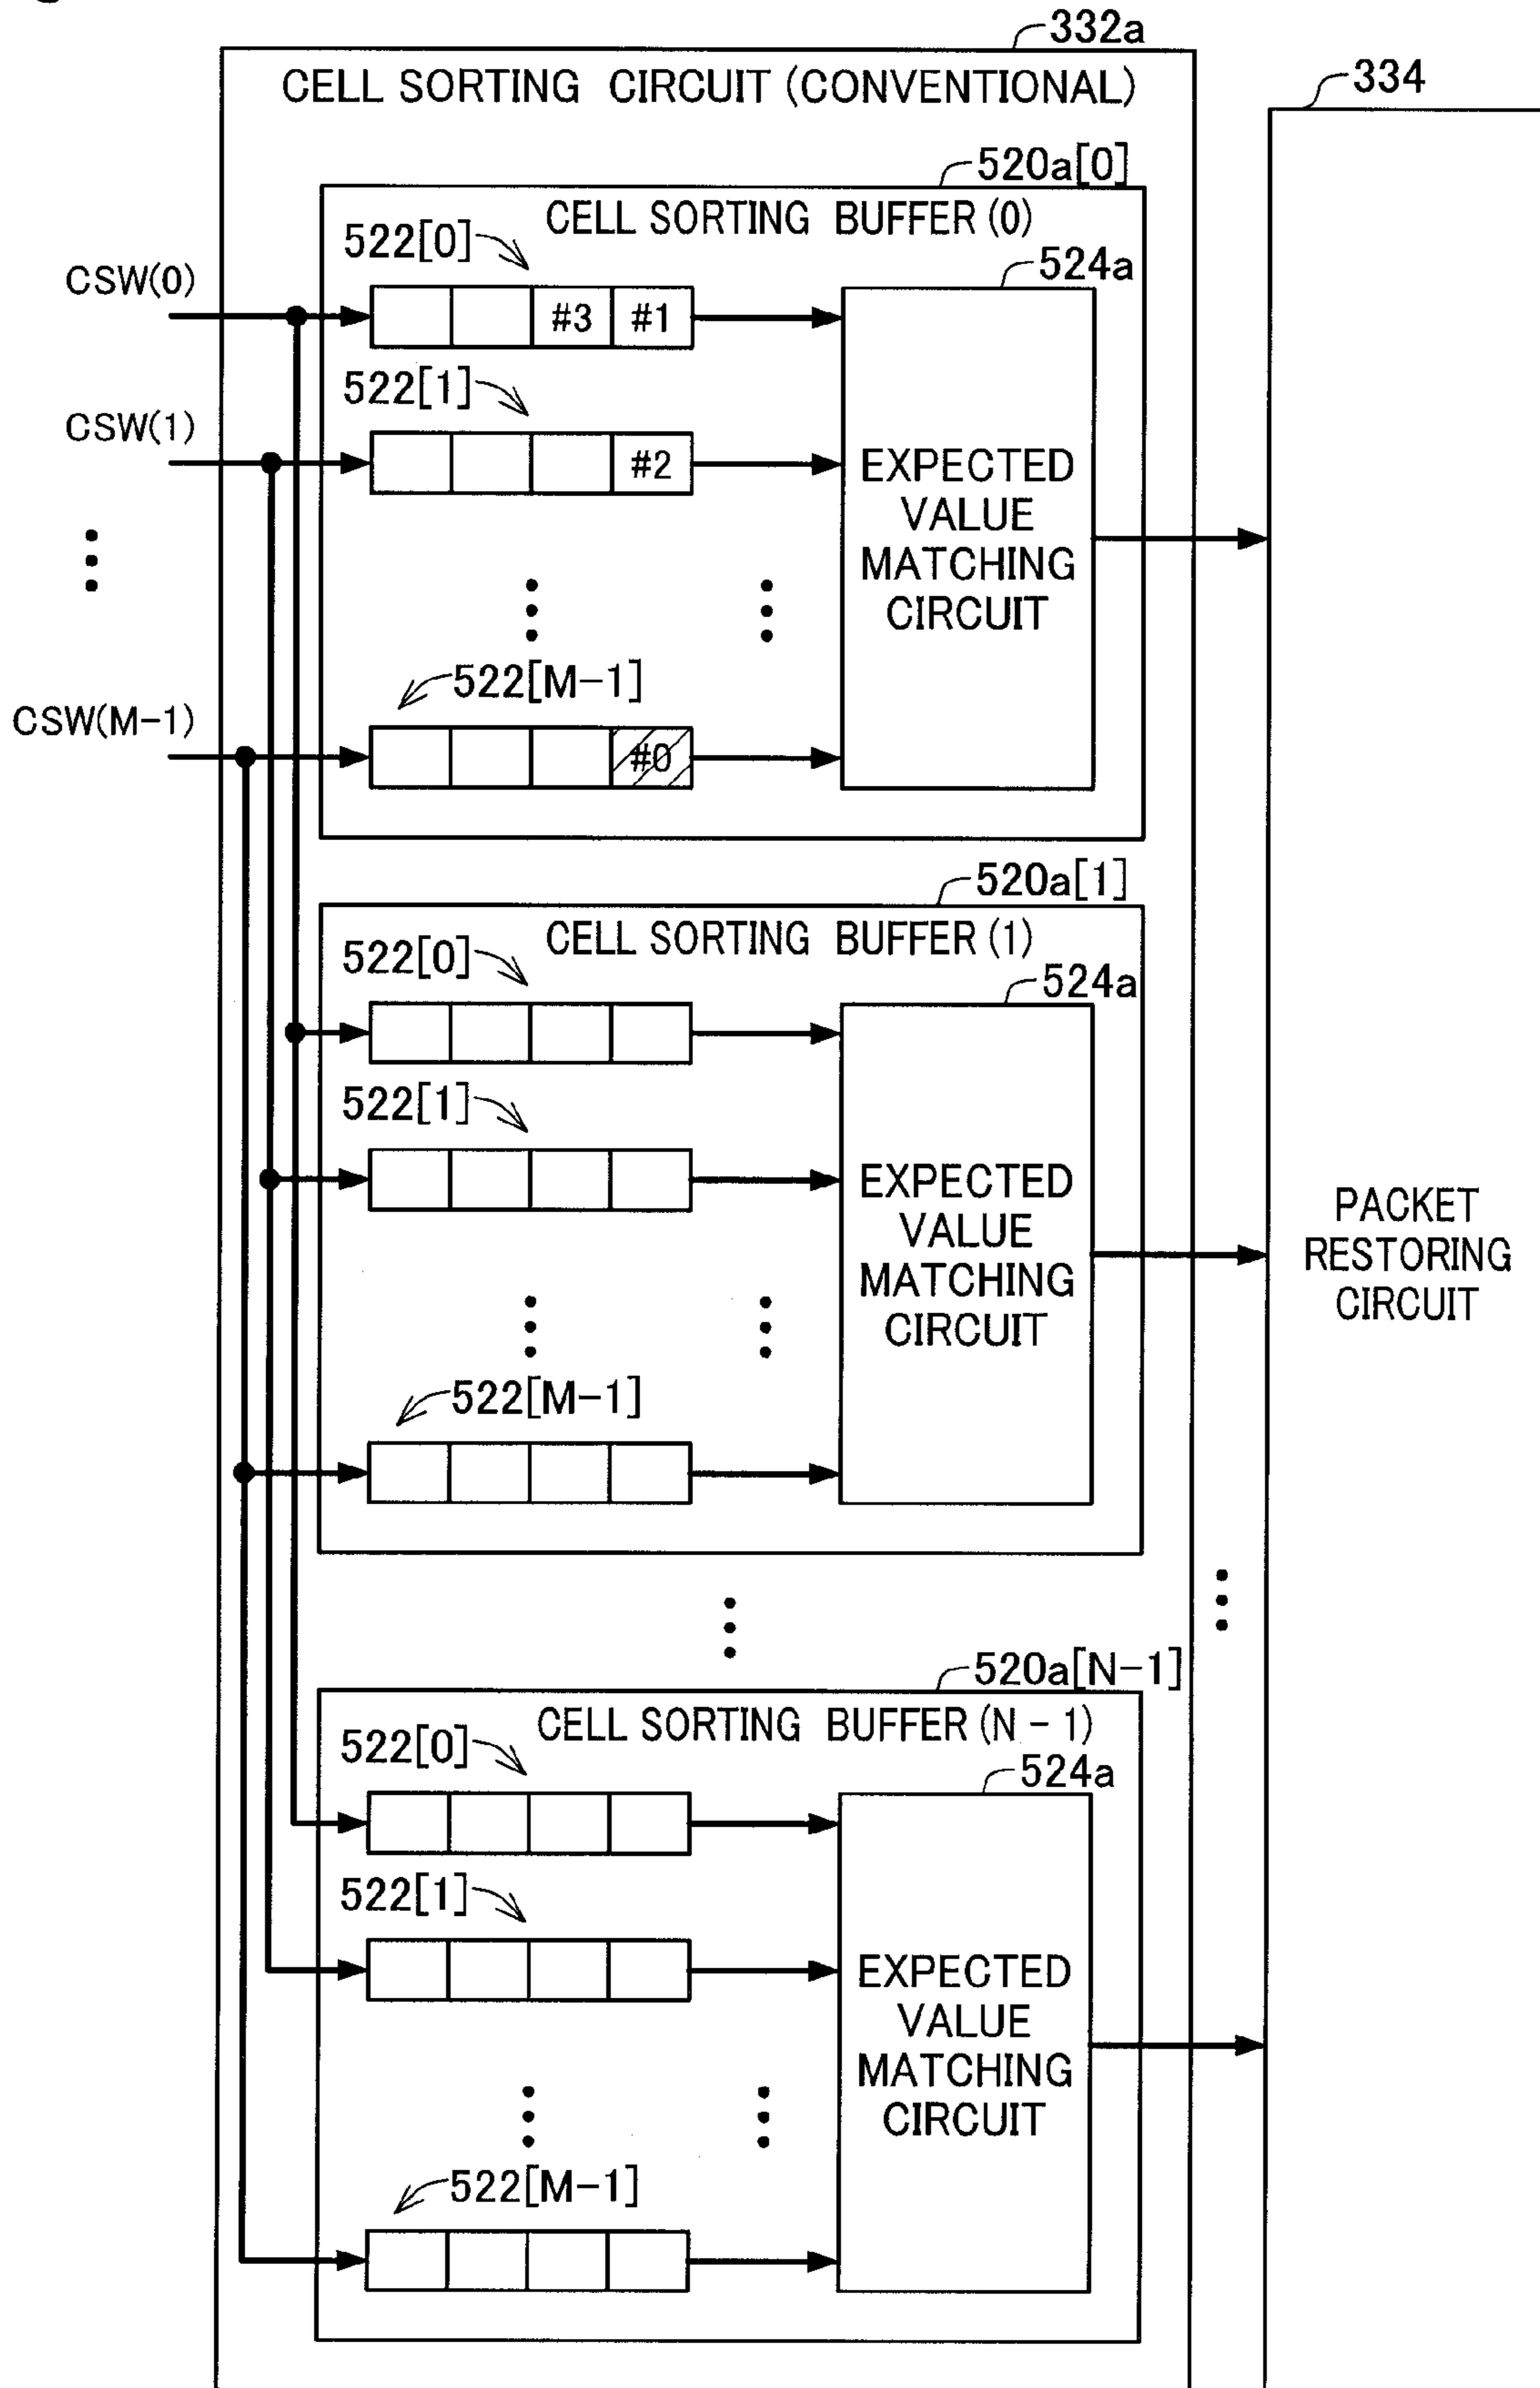 332a
CELL SORTING CIRCUIT (CONVENTIONAL)
334
520a[0]
CELL SORTING BUFFER (0)
522[0]
524a
CSW(0)
#3 #1
522[1]
CSW(1)
#2
EXPECTED
VALUE
MATCHING
CIRCUIT
522[M-1]
CSW(M-1)
#0
520a[1]
CELL SORTING BUFFER (1)
522[0]
524a
522[1]
EXPECTED
VALUE
MATCHING
CIRCUIT
PACKET
RESTORING
CIRCUIT
522[M-1]
520a[N-1]
CELL SORTING BUFFER (N - 1)
522[0]
524a
522[1]
EXPECTED
VALUE
MATCHING
CIRCUIT
522[M-1]